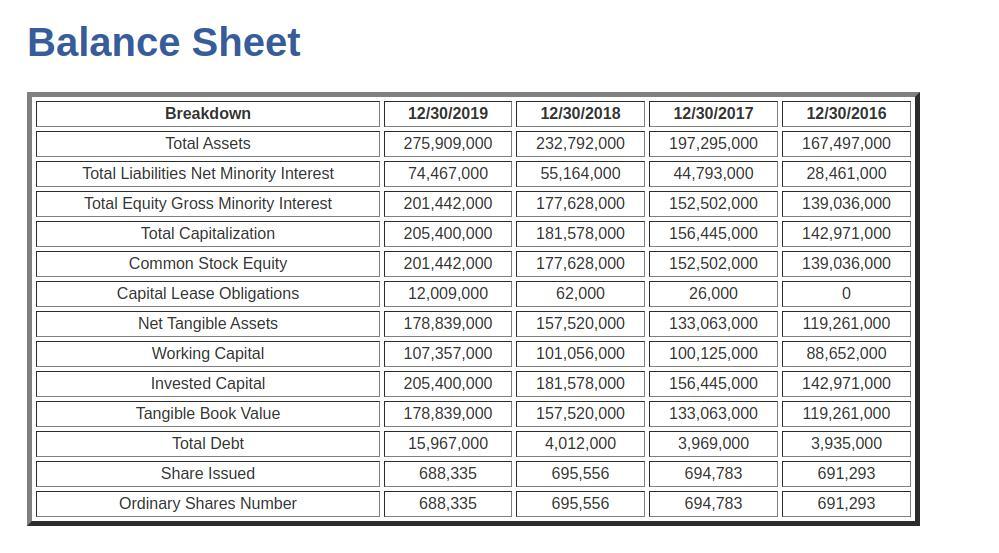 Balance Sheet
Breakdown 12/30/2019 12/30/2018 12/30/2017 12/30/2016
Total Assets 275,909,000 232,792,000 197,295,000 167,497,000
Total Liabilities Net Minority Interest 74,467,000 55,164,000 44,793,000 28,461,000
Total Equity Gross Minority Interest 201,442,000 177,628,000 152,502,000 139,036,000
Total Capitalization 205,400,000 181,578,000 156,445,000 142,971,000
Common Stock Equity 201,442,000 177,628,000 152,502,000 139,036,000
Capital Lease Obligations 12,009,000 62,000 26,000 0
Net Tangible Assets 178,839,000 157,520,000 133,063,000 119,261,000
Working Capital 107,357,000 101,056,000 100,125,000 88,652,000
Invested Capital 205,400,000 181,578,000 156,445,000 142,971,000
Tangible Book Value 178,839,000 157,520,000 133,063,000 119,261,000
Total Debt 15,967,000 4,012,000 3,969,000 3,935,000
Share Issued 688,335 695,556 694,783 691,293
Ordinary Shares Number 688,335 695,556 694,783 691,293